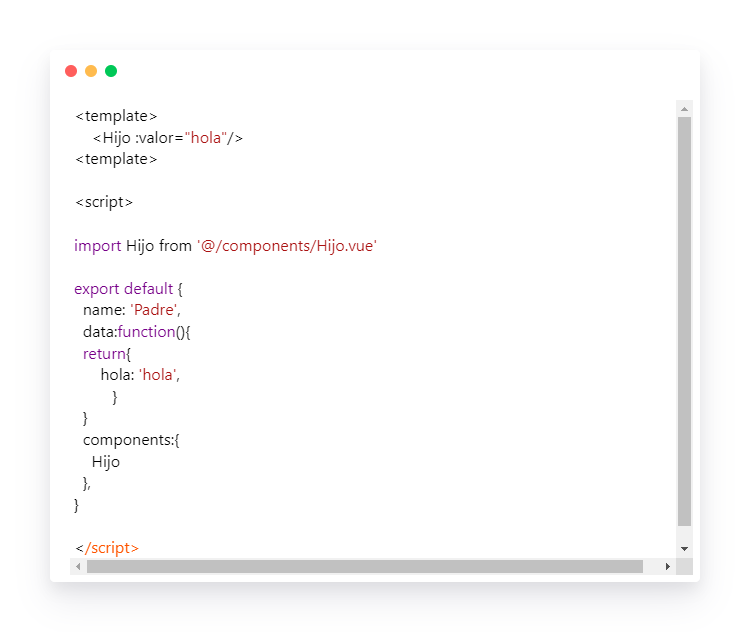 <template>
<Hijo :valor="hola"/>
<template>
<script>
import Hijo from '@/components/Hijo.vue'
export default {
name: 'Padre',
data:function(){
return{
hola: 'hola',
}
}
components:{
Hijo
},
}
</script>